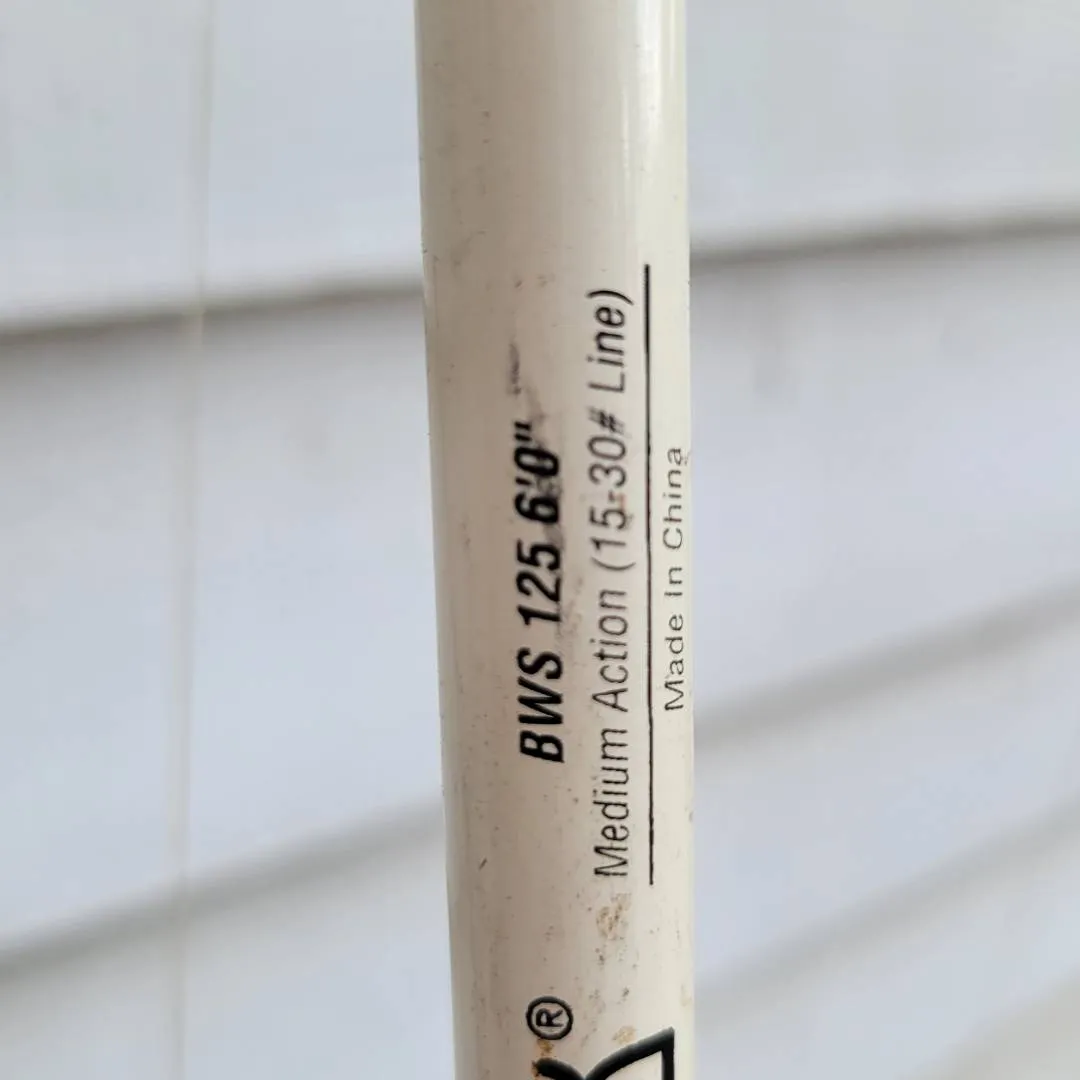 BWS 125 6'0"
Medium Action (15-30# Line)
Made In China
®